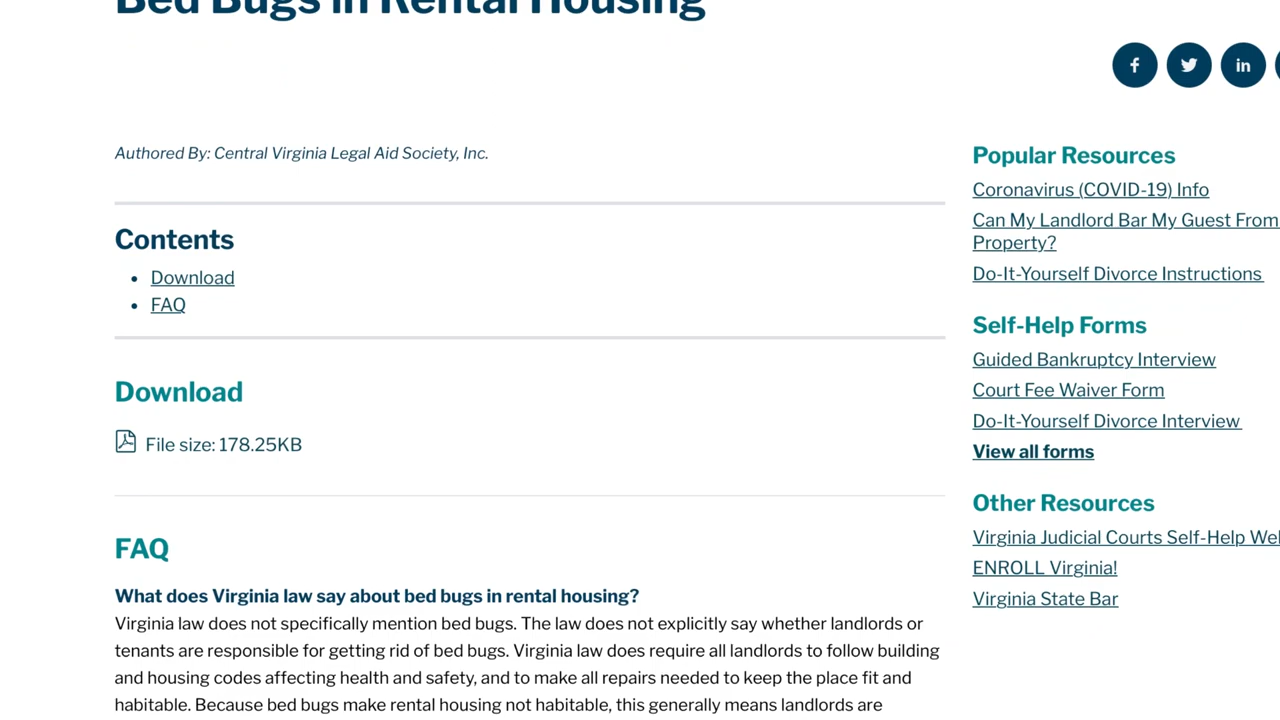 Bed Bugs in Rental Housing
Authored By: Central Virginia Legal Aid Society, Inc.
Contents
• Download
• FAQ
Download
File size: 178.25KB
FAQ
What does Virginia law say about bed bugs in rental housing?
Virginia law does not specifically mention bed bugs. The law does not explicitly say whether landlords or
tenants are responsible for getting rid of bed bugs. Virginia law does require all landlords to follow building
and housing codes affecting health and safety, and to make all repairs needed to keep the place fit and
habitable. Because bed bugs make rental housing not habitable, this generally means landlords are
Popular Resources
Coronavirus (COVID-19) Info
Can My Landlord Bar My Guest From
Property?
Do-It-Yourself Divorce Instructions
Self-Help Forms
Guided Bankruptcy Interview
Court Fee Waiver Form
Do-It-Yourself Divorce Interview
View all forms
Other Resources
Virginia Judicial Courts Self-Help
ENROLL Virginia!
Virginia State Bar